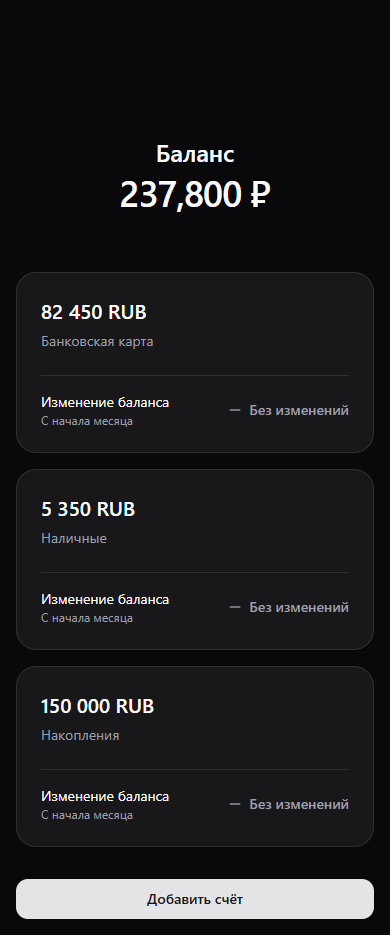 Баланс
237,800 ₽
82 450 RUB
Банковская карта
Изменение баланса
С начала месяца
— Без изменений
5 350 RUB
Наличные
Изменение баланса
С начала месяца
— Без изменений
150 000 RUB
Накопления
Изменение баланса
С начала месяца
— Без изменений
Добавить счёт